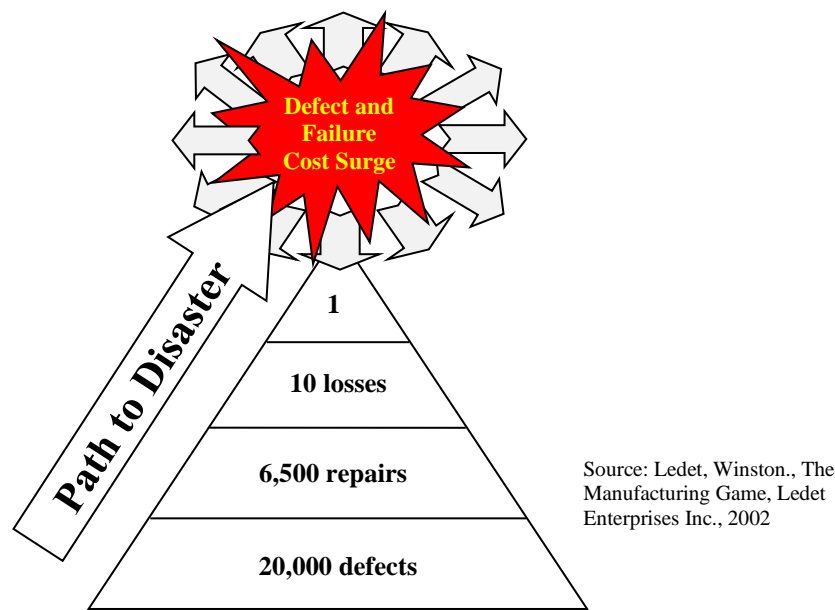 Defect and
Failure
Cost Surge
Path to Disaster
1
10 losses
6,500 repairs
20,000 defects
Source: Ledet, Winston., The
Manufacturing Game, Ledet
Enterprises Inc., 2002